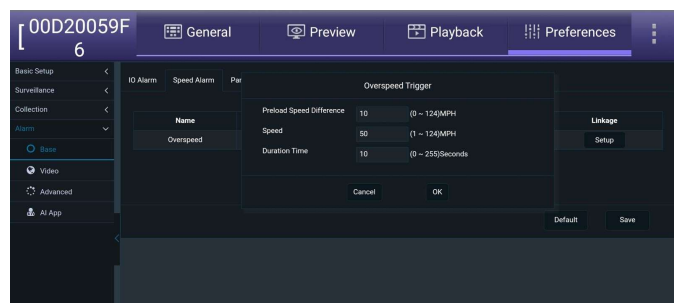 00D20059F
6
General
Preview
Playback
Preferences
Basic Setup
Surveillance
Collection
Alarm
Base
Video
Advanced
AI App
IO Alarm
Speed Alarm
Par
Name
Linkage
Overspeed
Setup
Overspeed Trigger
Preload Speed Difference 10 (0 ~ 124)MPH
Speed 50 (1 ~ 124)MPH
Duration Time 10 (0 ~ 255)Seconds
Cancel OK
Default Save